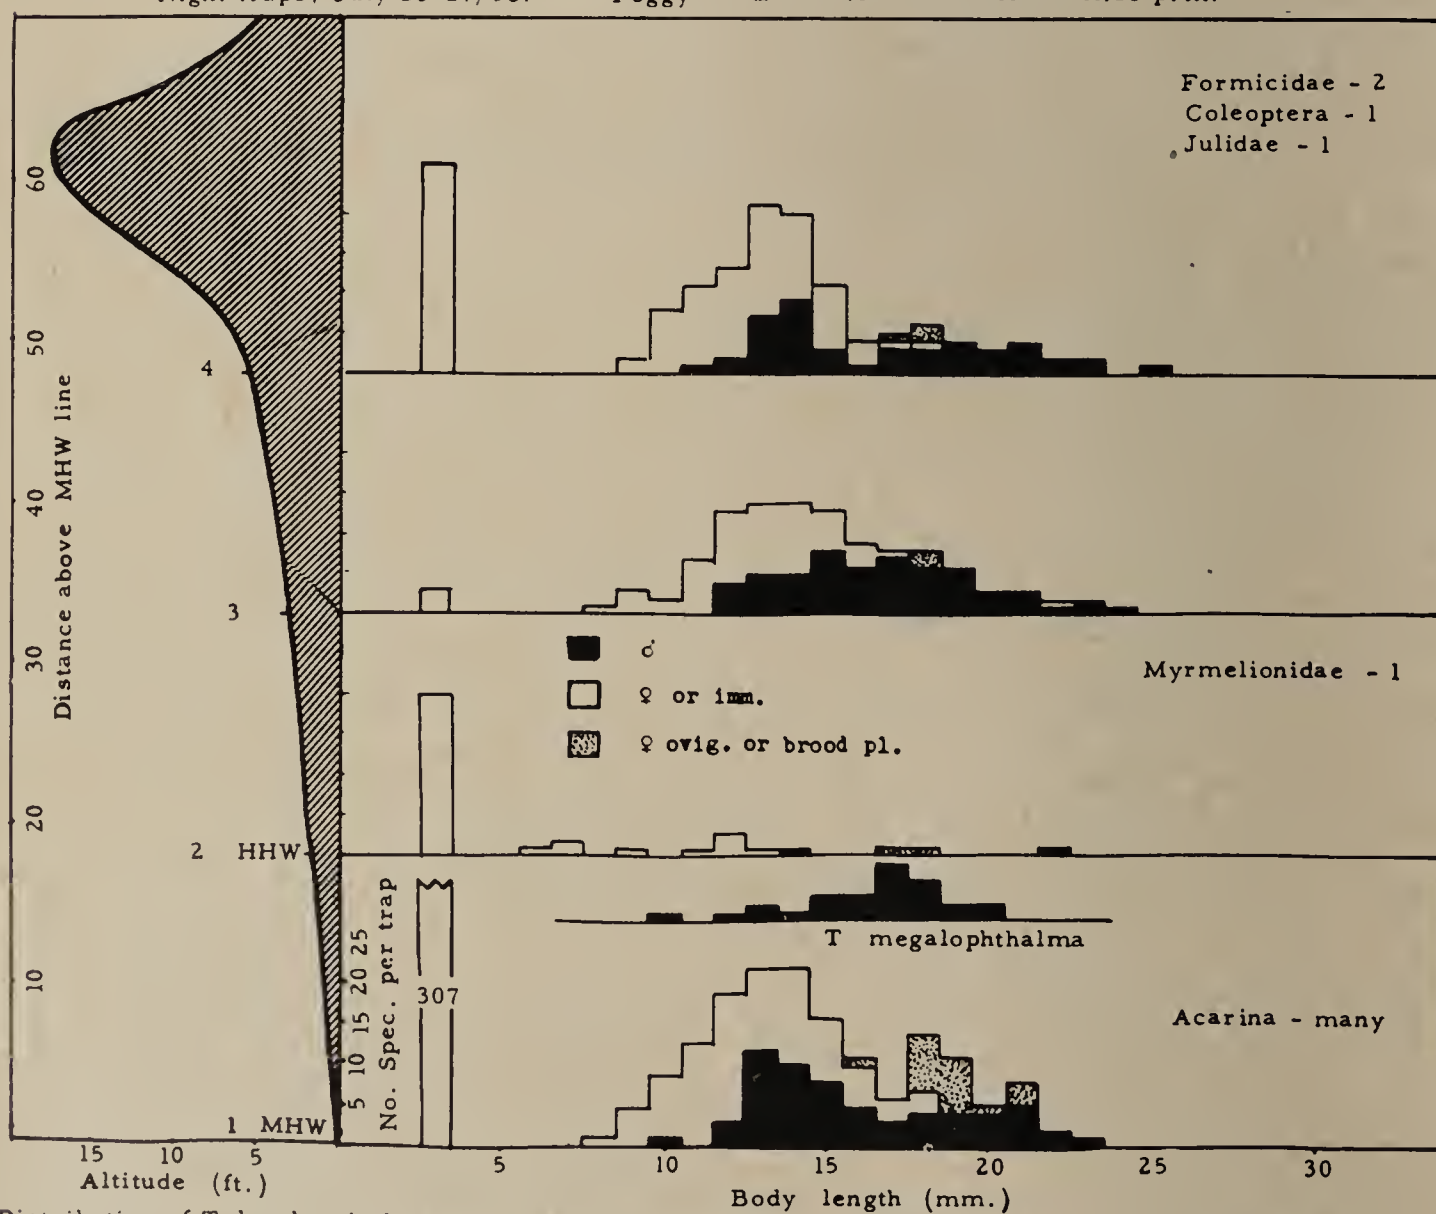 Formicidae - 2
Coleoptera - 1
Julidae - 1
60
50
40
30
20
10
Distance above MHW line
4
3
2 HHW
1 MHW
♂
♀ or imm.
♀ ovig. or brood pl.
Myrmelionidae - 1
T megalophthalma
No. Spec. per trap
5 10 15 20 25
307
Acarina - many
15 10 5
Altitude (ft.)
5 10 15 20 25 30
Body length (mm.)